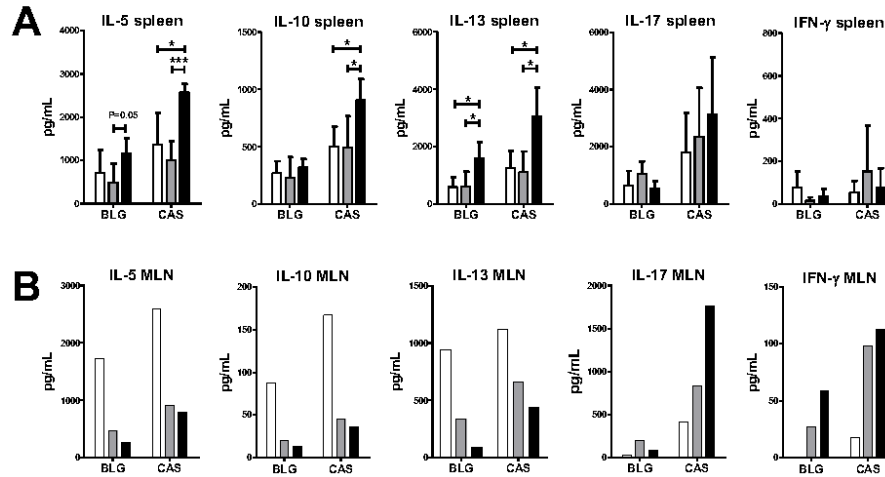 A
IL-5 spleen
IL-10 spleen
IL-13 spleen
IL-17 spleen
IFN-γ spleen
pg/mL
4000
3000
2000
1000
0
P=0.05
*
***
BLG
CAS
pg/mL
1500
1000
500
0
*
*
BLG
CAS
pg/mL
6000
4000
2000
0
*
*
*
*
BLG
CAS
pg/mL
6000
4000
2000
0
BLG
CAS
pg/mL
800
600
400
200
0
BLG
CAS
B
IL-5 MLN
IL-10 MLN
IL-13 MLN
IL-17 MLN
IFN-γ MLN
pg/mL
3000
2000
1000
0
BLG
CAS
pg/mL
200
150
100
50
0
BLG
CAS
pg/mL
1500
1000
500
0
BLG
CAS
pg/mL
2000
1500
1000
500
0
BLG
CAS
pg/mL
150
100
50
0
BLG
CAS